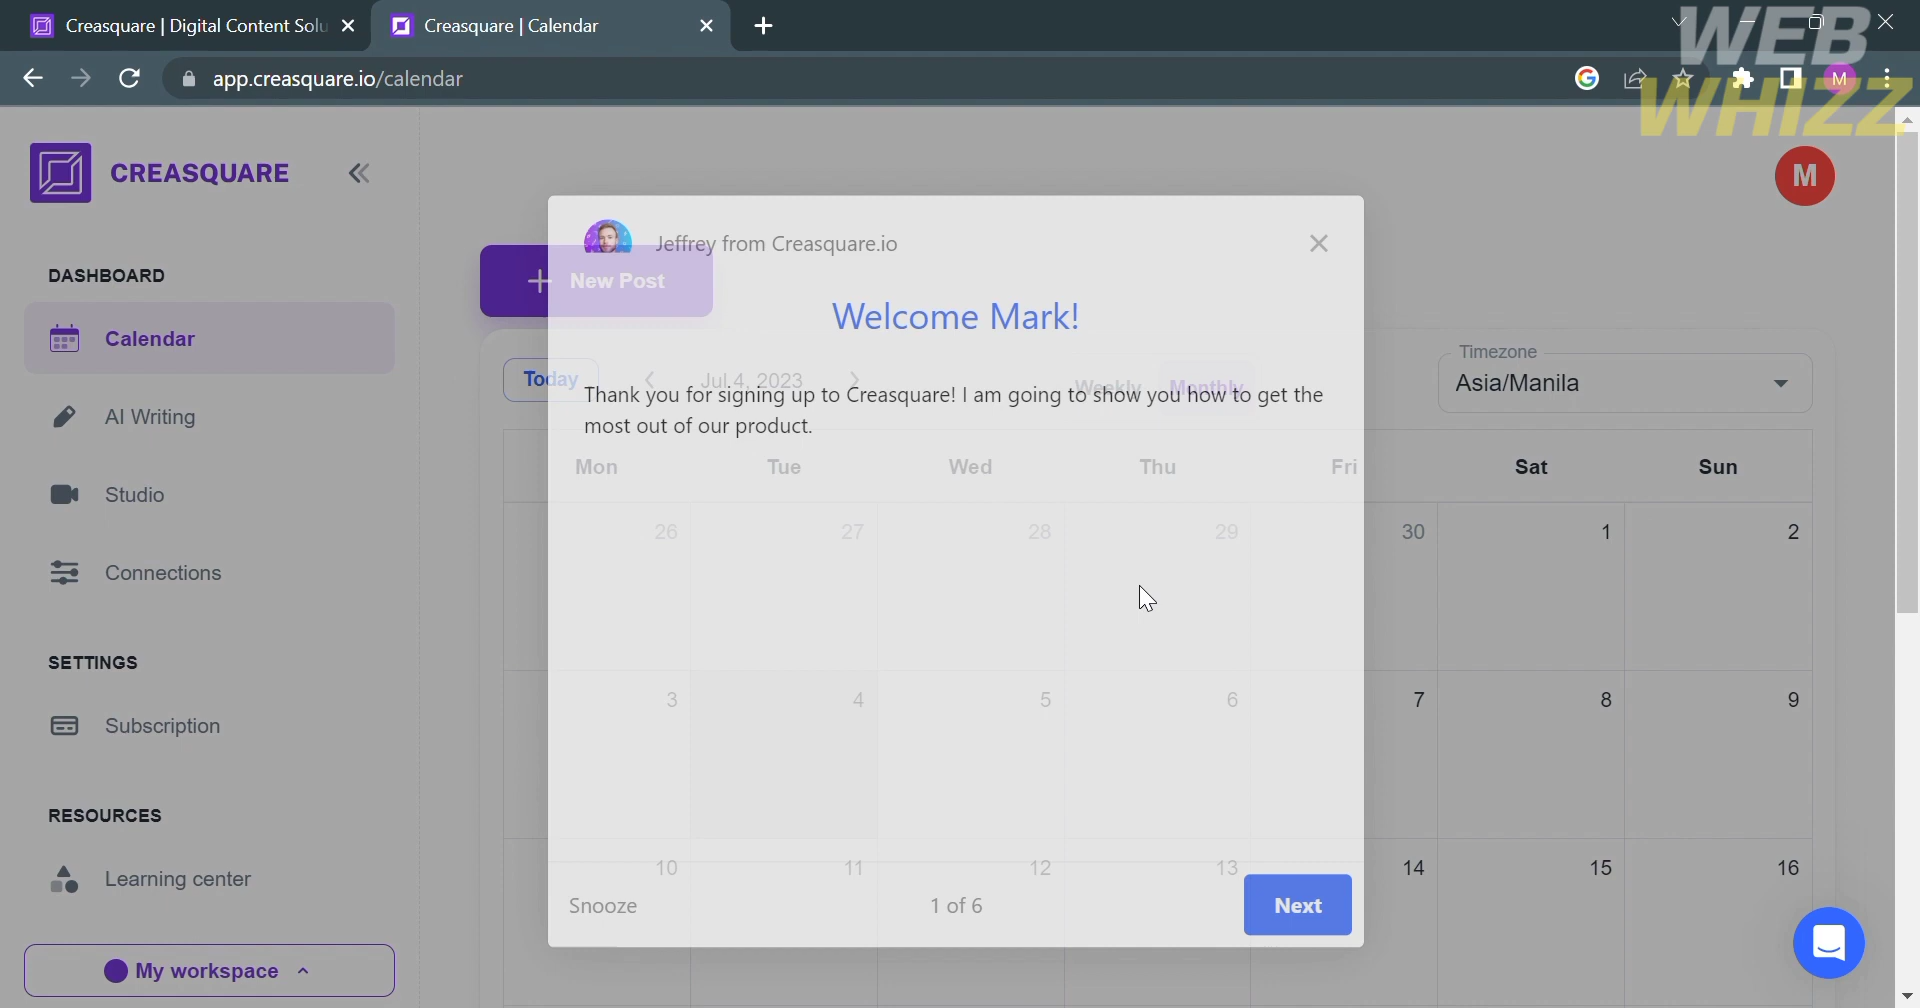 Creasquare | Digital Content Solu
Creasquare | Calendar
WEB
WHIZZ
app.creasquare.io/calendar
M
CREASQUARE
M
Jeffrey from Creasquare.io
DASHBOARD
New Post
Welcome Mark!
Calendar
Timezone
Today
Jul 4, 2023
Weekly
Monthly
Asia/Manila
Thank you for signing up to Creasquare! I am going to show you how to get the
most out of our product.
AI Writing
Mon Tue Wed Thu Fri Sat Sun
Studio
26 27 28 29 30 1 2
Connections
SETTINGS
3 4 5 6 7 8 9
Subscription
RESOURCES
10 11 12 13 14 15 16
Learning center
Snooze
1 of 6
Next
My workspace